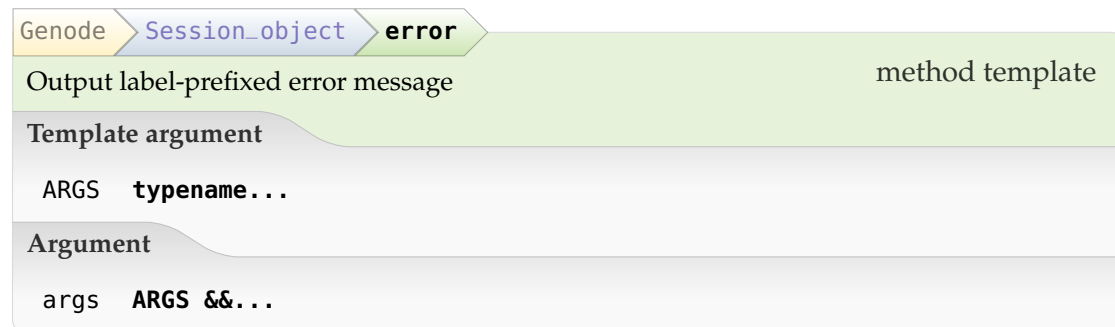 Genode Session_object error
Output label-prefixed error message method template
Template argument
ARGS typename...
Argument
args ARGS &&...